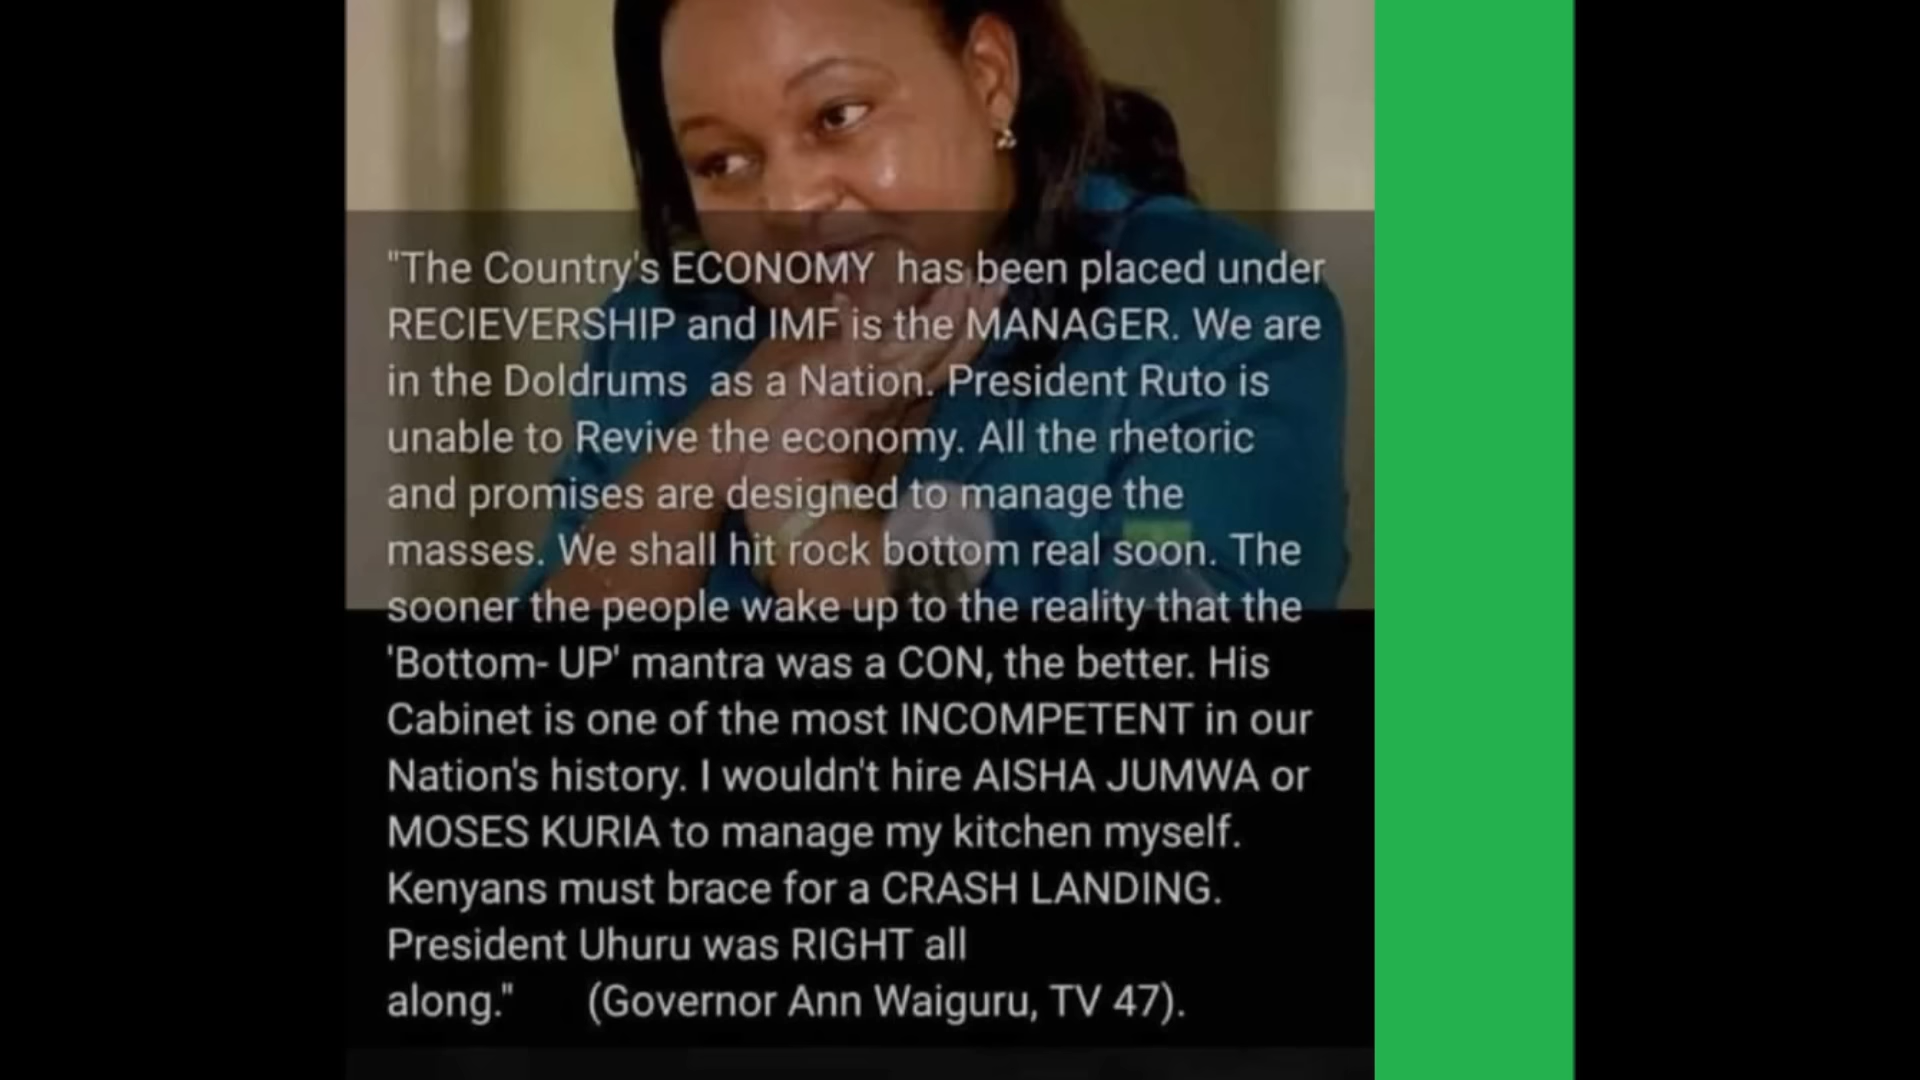 "The Country's ECONOMY has been placed under
RECIEVERSHIP and IMF is the MANAGER. We are
in the Doldrums as a Nation. President Ruto is
unable to Revive the economy. All the rhetoric
and promises are designed to manage the
masses. We shall hit rock bottom real soon. The
sooner the people wake up to the reality that the
'Bottom- UP' mantra was a CON, the better. His
Cabinet is one of the most INCOMPETENT in our
Nation's history. I wouldn't hire AISHA JUMWA or
MOSES KURIA to manage my kitchen myself.
Kenyans must brace for a CRASH LANDING.
President Uhuru was RIGHT all
along." (Governor Ann Waiguru, TV 47).